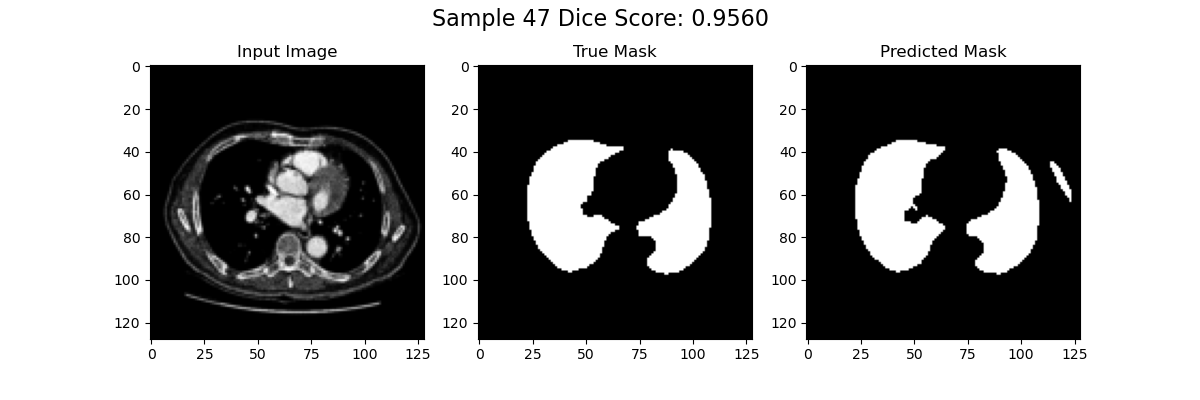 Sample 47 Dice Score: 0.9560
Input Image True Mask Predicted Mask
0 0 0
20 20 20
40 40 40
60 60 60
80 80 80
100 100 100
120 120 120
0 25 50 75 100 125 0 25 50 75 100 125 0 25 50 75 100 125